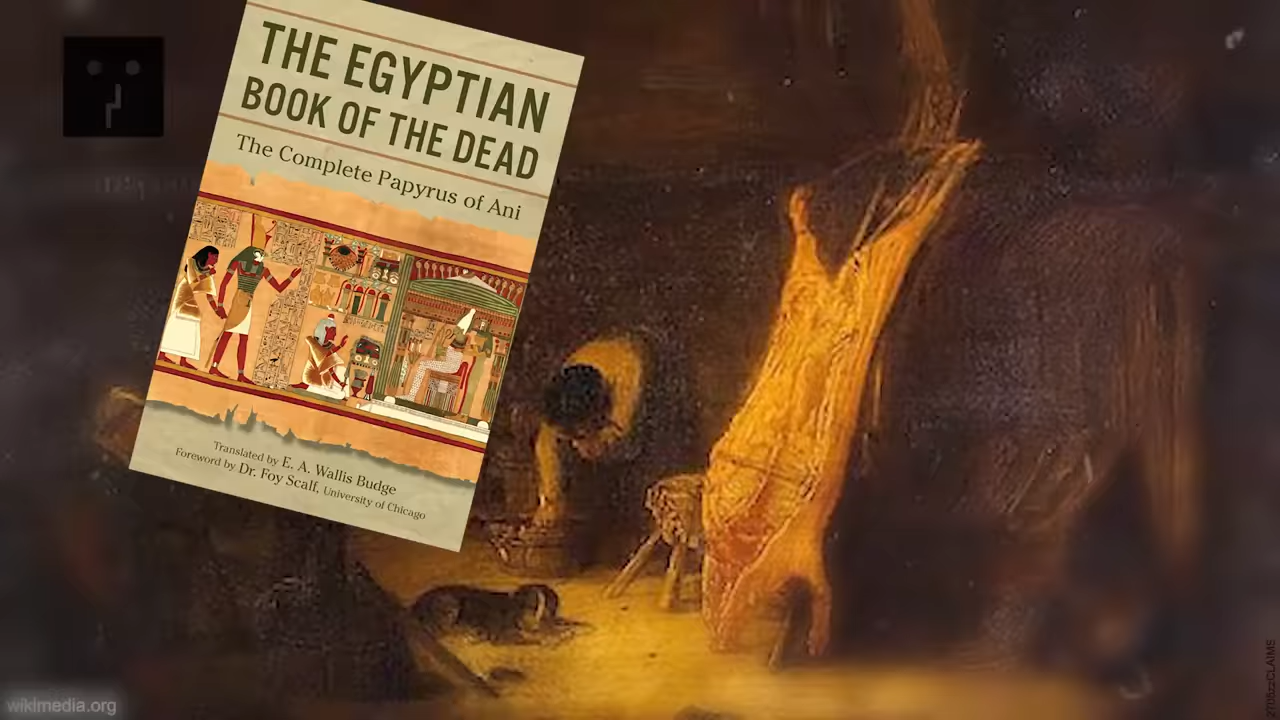 THE EGYPTIAN
BOOK OF THE DEAD
The Complete Papyrus of Ani
Translated by E. A. Wallis Budge
Foreword by Dr. Foy Scalf, University of Chicago
wikimedia.org